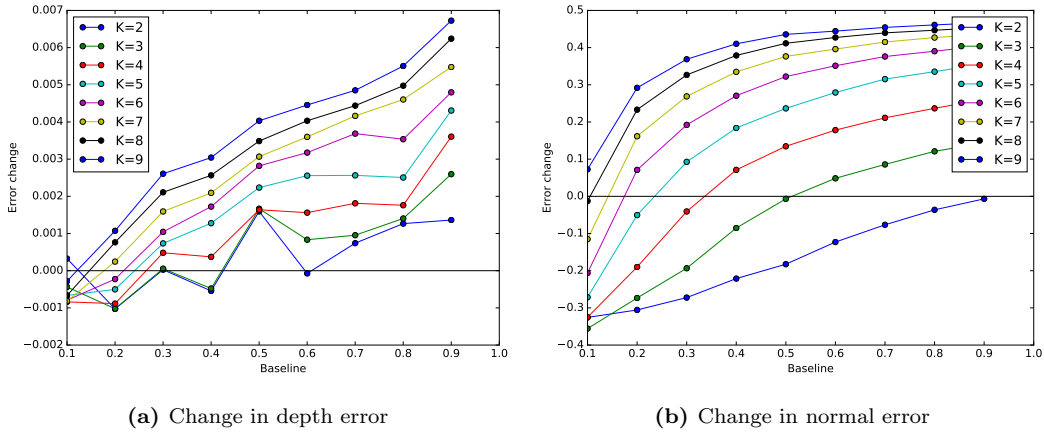 0.007
0.006
0.005
0.004
0.003
0.002
0.001
0.000
−0.001
−0.002
Error change
K=2
K=3
K=4
K=5
K=6
K=7
K=8
K=9
0.1 0.2 0.3 0.4 0.5 0.6 0.7 0.8 0.9 1.0
Baseline
(a) Change in depth error
0.5
0.4
0.3
0.2
0.1
0.0
−0.1
−0.2
−0.3
−0.4
Error change
K=2
K=3
K=4
K=5
K=6
K=7
K=8
K=9
0.1 0.2 0.3 0.4 0.5 0.6 0.7 0.8 0.9 1.0
Baseline
(b) Change in normal error